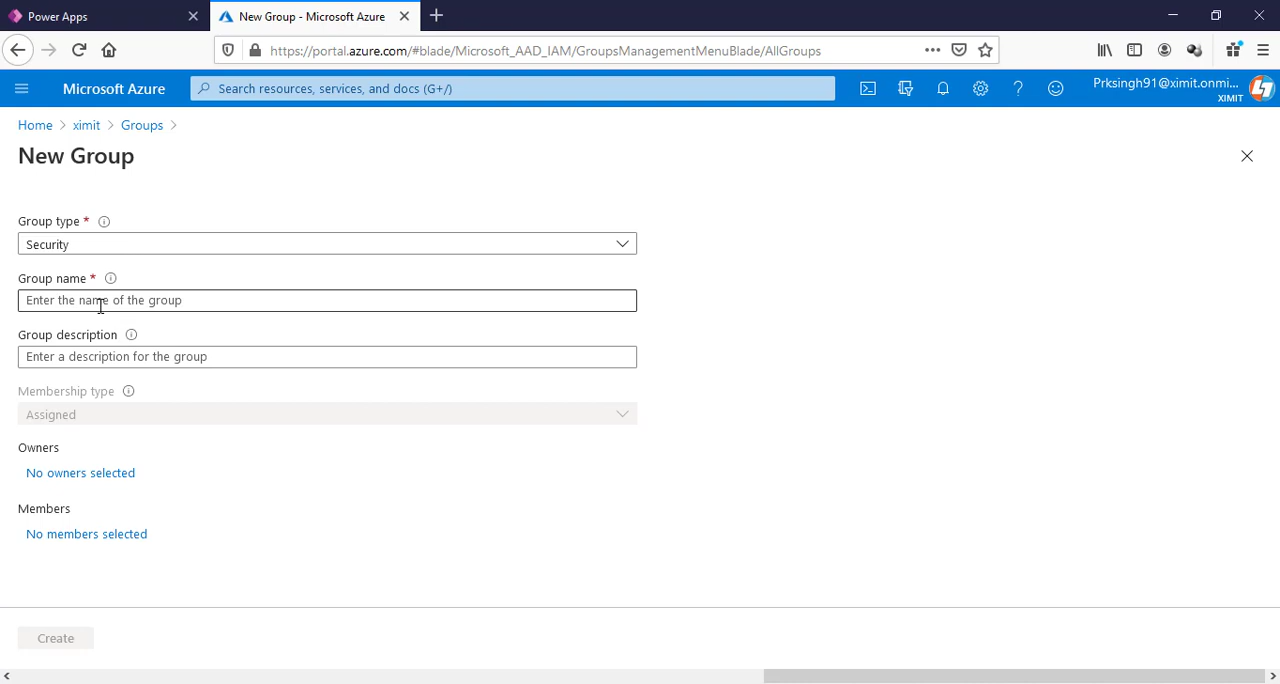 Power Apps
New Group - Microsoft Azure
https://portal.azure.com/#blade/Microsoft_AAD_IAM/GroupsManagementMenuBlade/AllGroups
Microsoft Azure
Search resources, services, and docs (G+/)
Prksingh91@ximit.onmi...
XIMIT
Home > ximit > Groups >
New Group
Group type *
Security
Group name *
Enter the name of the group
Group description
Enter a description for the group
Membership type
Assigned
Owners
No owners selected
Members
No members selected
Create